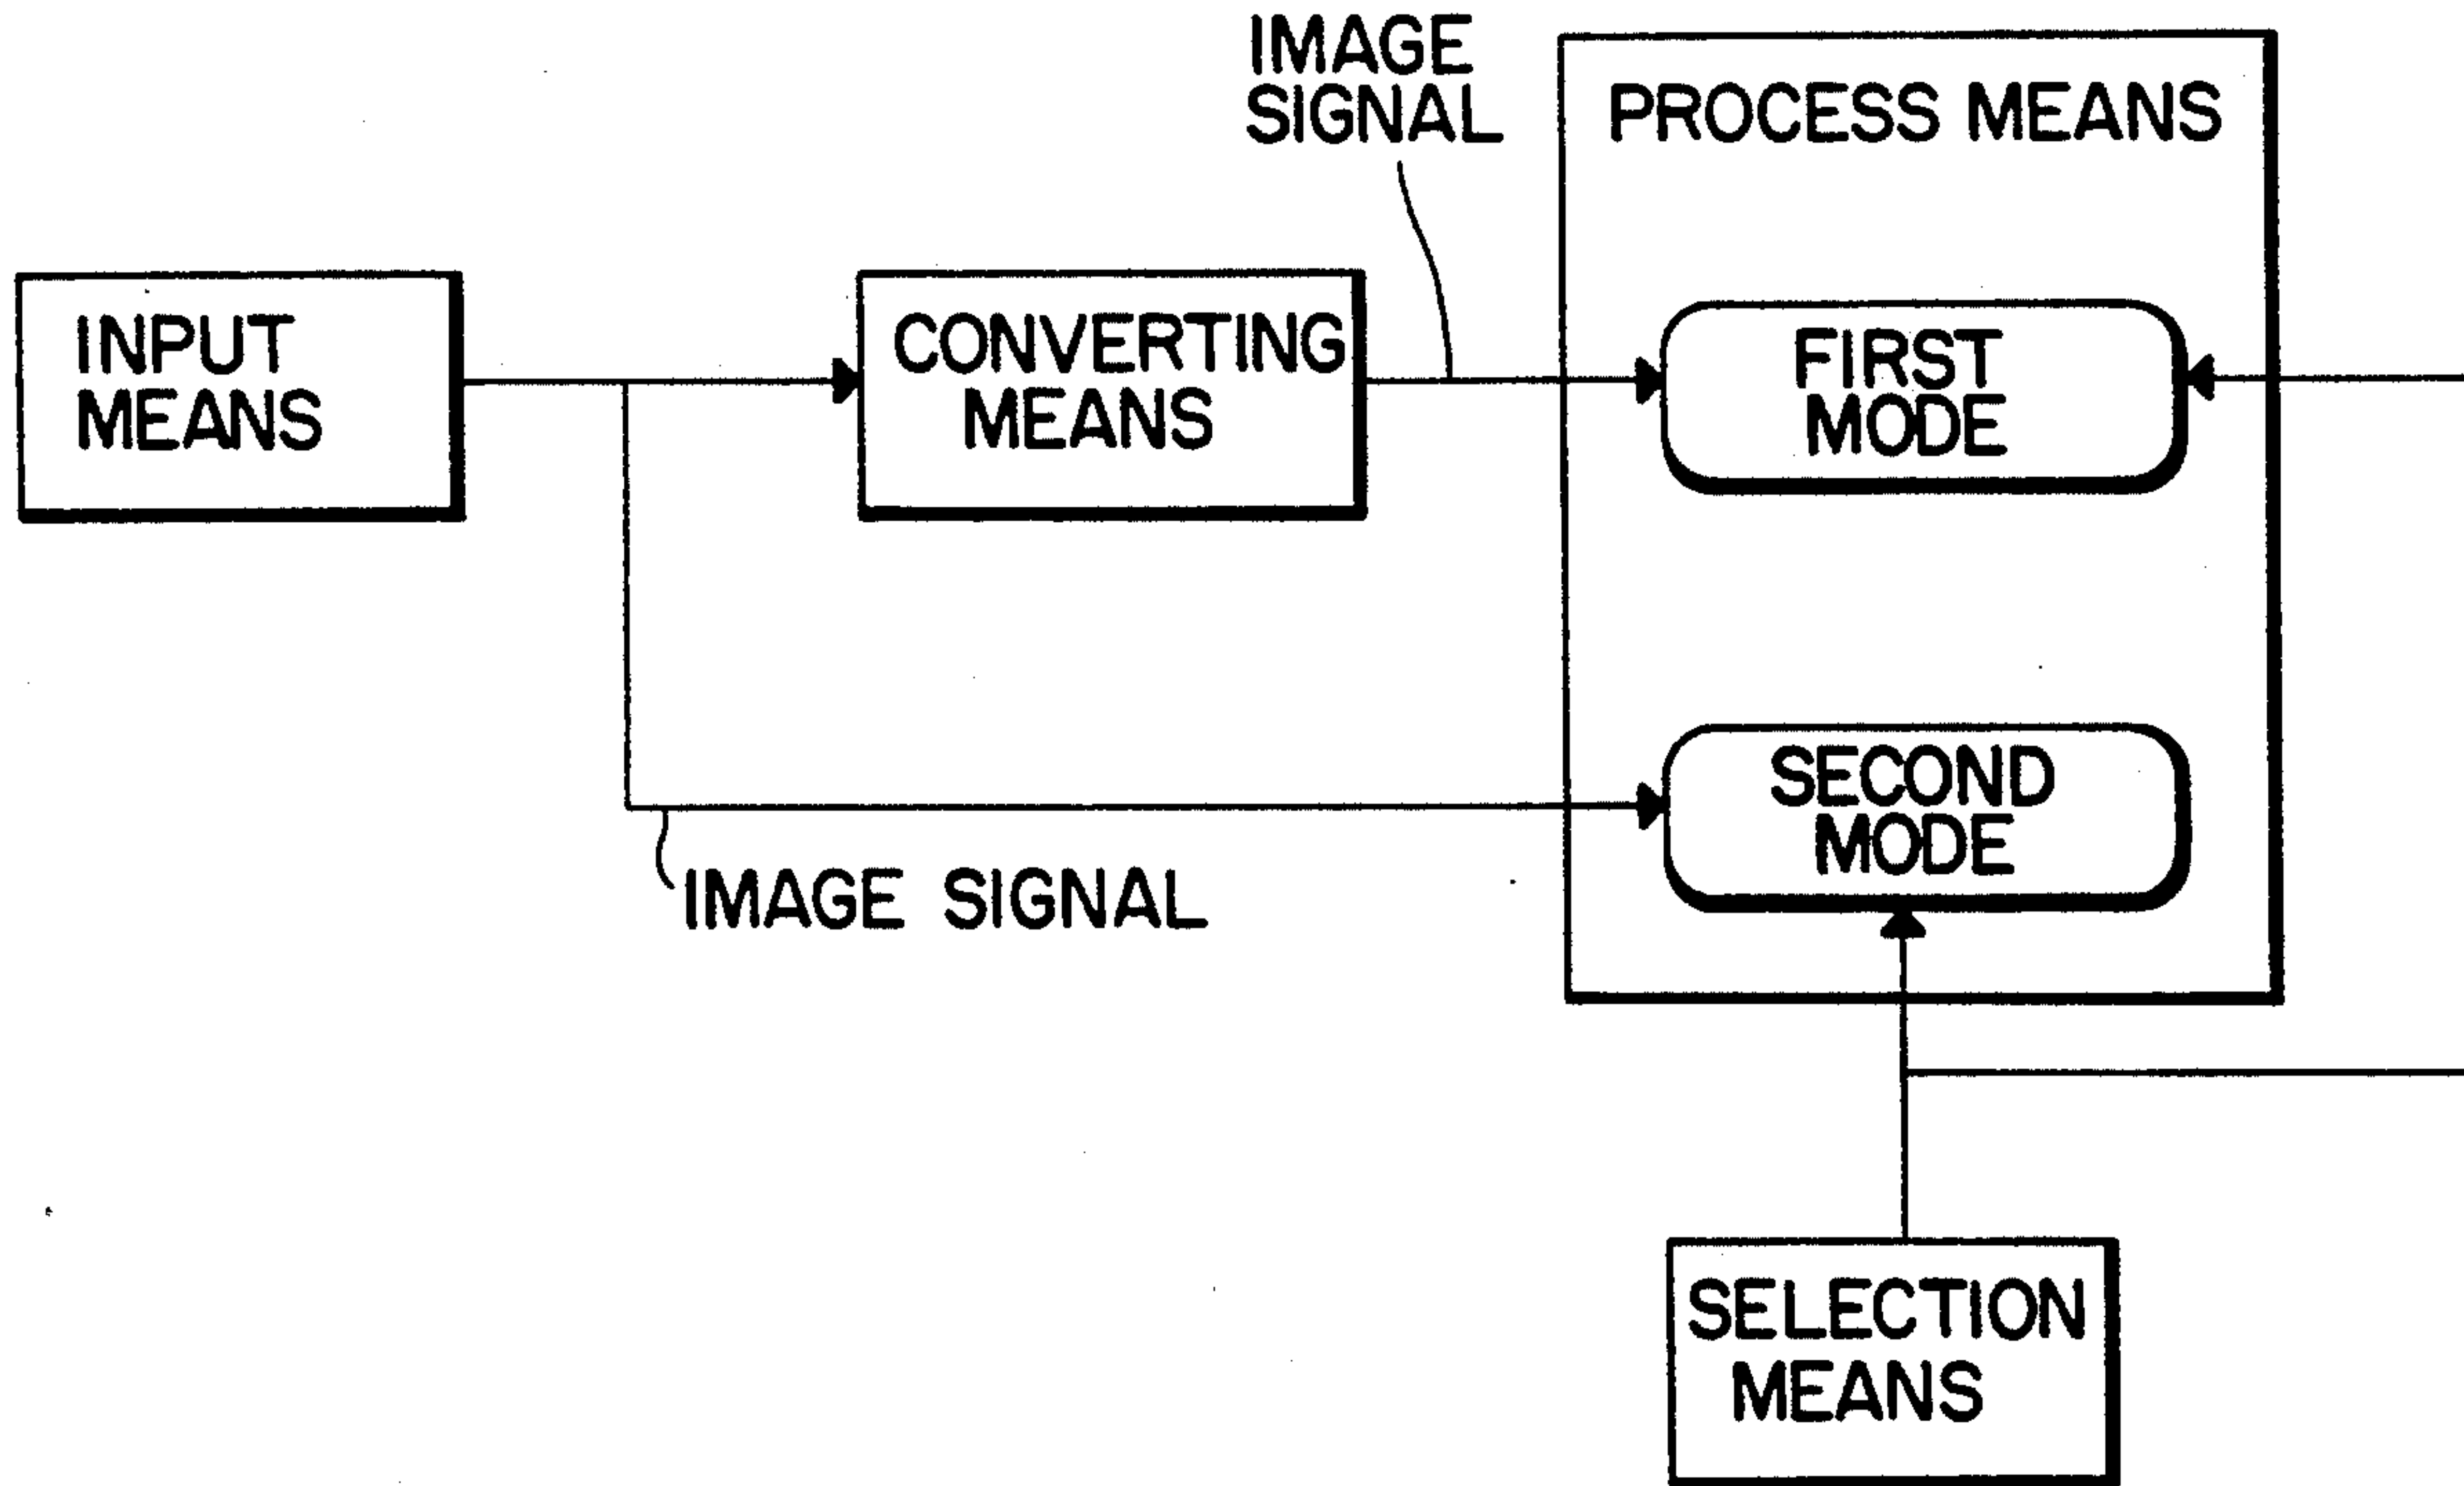 IMAGE
SIGNAL
PROCESS MEANS
INPUT
MEANS
CONVERTING
MEANS
FIRST
MODE
SECOND
MODE
IMAGE SIGNAL
SELECTION
MEANS